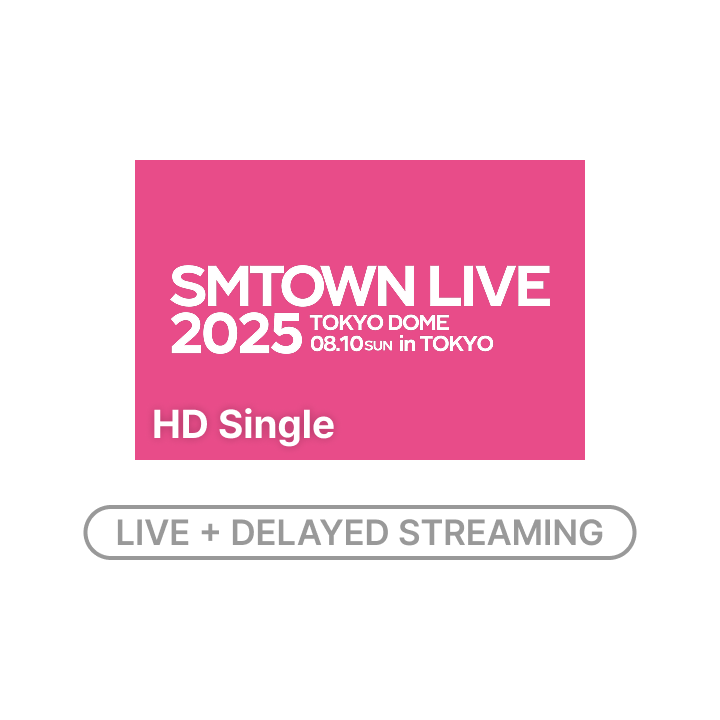 SMTOWN LIVE
2025 TOKYO DOME
08.10SUN in TOKYO
HD Single
LIVE + DELAYED STREAMING